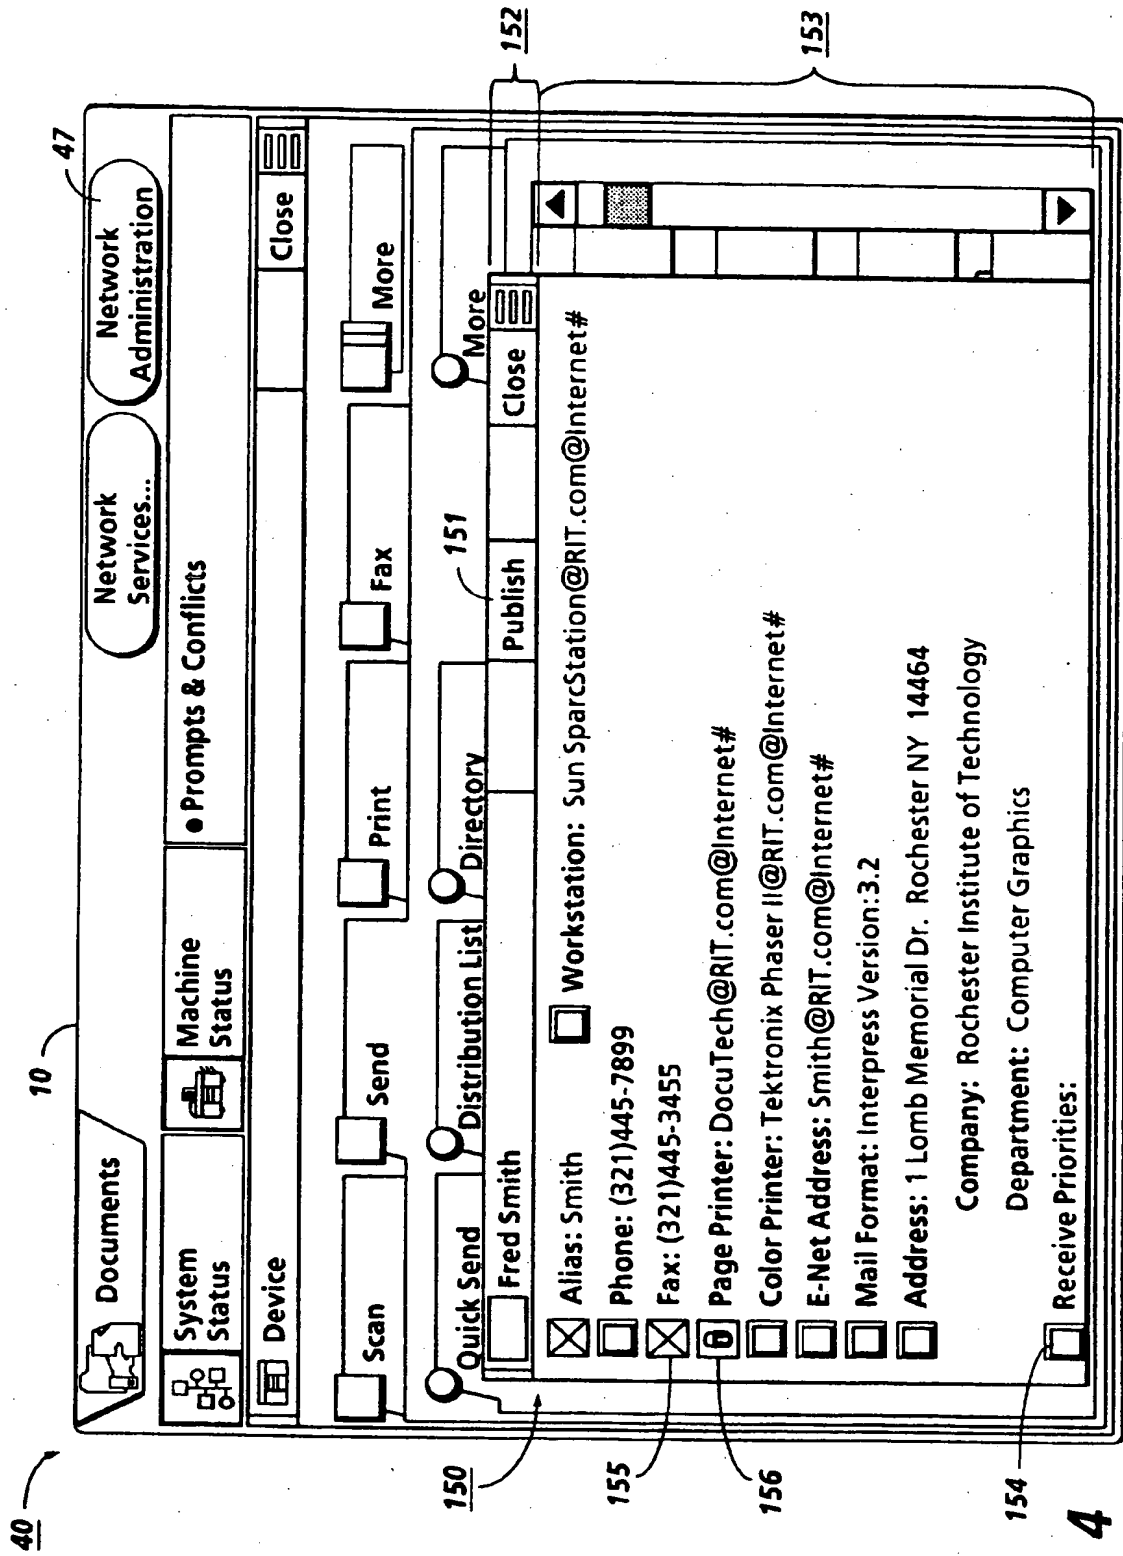 40
10
47
Documents
Network
Services...
Network
Administration
System
Status
Machine
Status
● Prompts & Conflicts
Device
Close
Scan
Send
Print
Fax
More
Quick Send
Distribution List
Directory
More
151
152
150
Fred Smith
Publish
Close
153
Alias: Smith
Workstation: Sun SparcStation@RIT.com@Internet#
Phone: (321)445-7899
155
Fax: (321)445-3455
156
Page Printer: DocuTech@RIT.com@Internet#
Color Printer: Tektronix Phaser II@RIT.com@Internet#
E-Net Address: Smith@RIT.com@Internet#
Mail Format: Interpress Version:3.2
Address: 1 Lomb Memorial Dr. Rochester NY 14464
Company: Rochester Institute of Technology
Department: Computer Graphics
154
Receive Priorities:
4